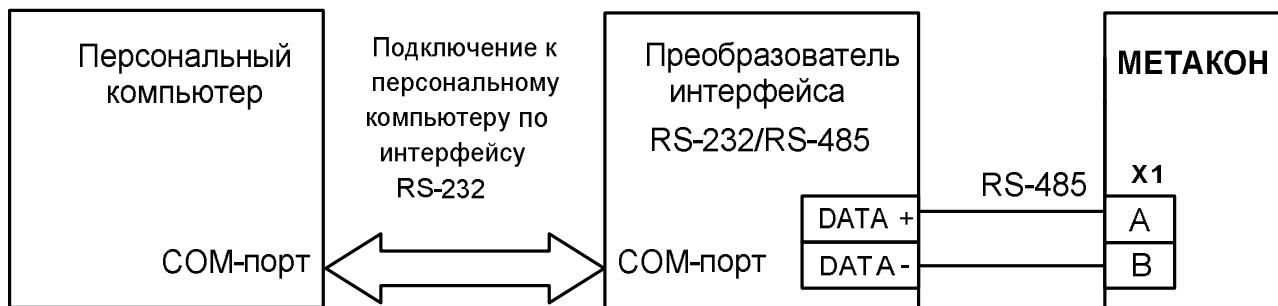 Персональный
компьютер
COM-порт
Подключение к
персональному
компьютеру по
интерфейсу
RS-232
Преобразователь
интерфейса
RS-232/RS-485
DATA +
DATA -
COM-порт
RS-485
МЕТАКОН
X1
A
B